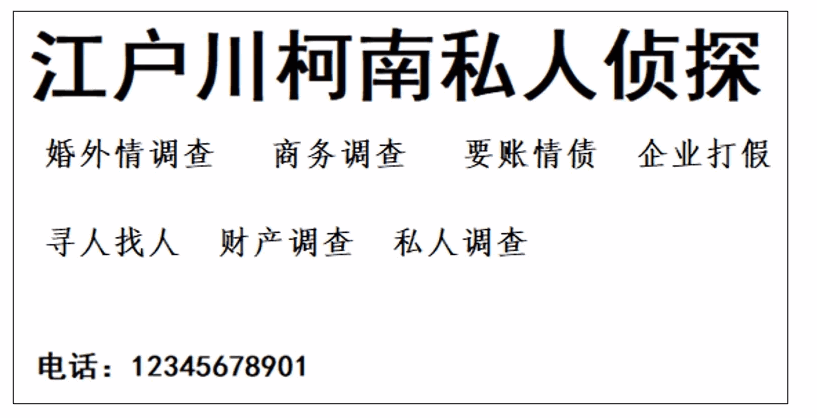 江户川柯南私人侦探
婚外情调查 商务调查 要账情债 企业打假
寻人找人 财产调查 私人调查
电话：12345678901